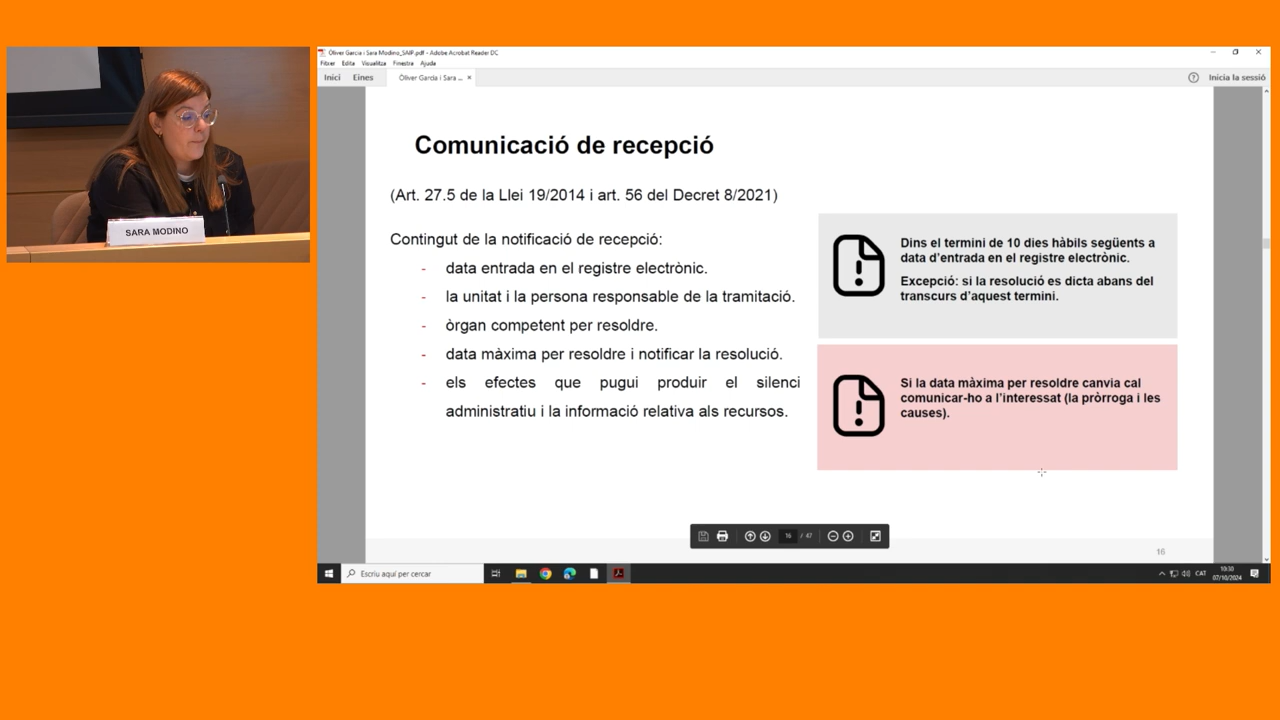 SARA MODINO
Òliver Garcia i Sara Modino_SAIP.pdf - Adobe Acrobat Reader DC
Fitxer Edita Visualitza Finestra Ajuda
Inici Eines Òliver Garcia i Sara ... × Inicia la sessió
Comunicació de recepció
(Art. 27.5 de la Llei 19/2014 i art. 56 del Decret 8/2021)
Contingut de la notificació de recepció:
- data entrada en el registre electrònic.
- la unitat i la persona responsable de la tramitació.
- òrgan competent per resoldre.
- data màxima per resoldre i notificar la resolució.
- els efectes que pugui produir el silenci
administratiu i la informació relativa als recursos.
Dins el termini de 10 dies hàbils següents a
data d’entrada en el registre electrònic.
Excepció: si la resolució es dicta abans del
transcurs d’aquest termini.
Si la data màxima per resoldre canvia cal
comunicar-ho a l’interessat (la pròrroga i les
causes).
16 / 47
16
Escriu aquí per cercar
CAT
10:30
07/10/2024